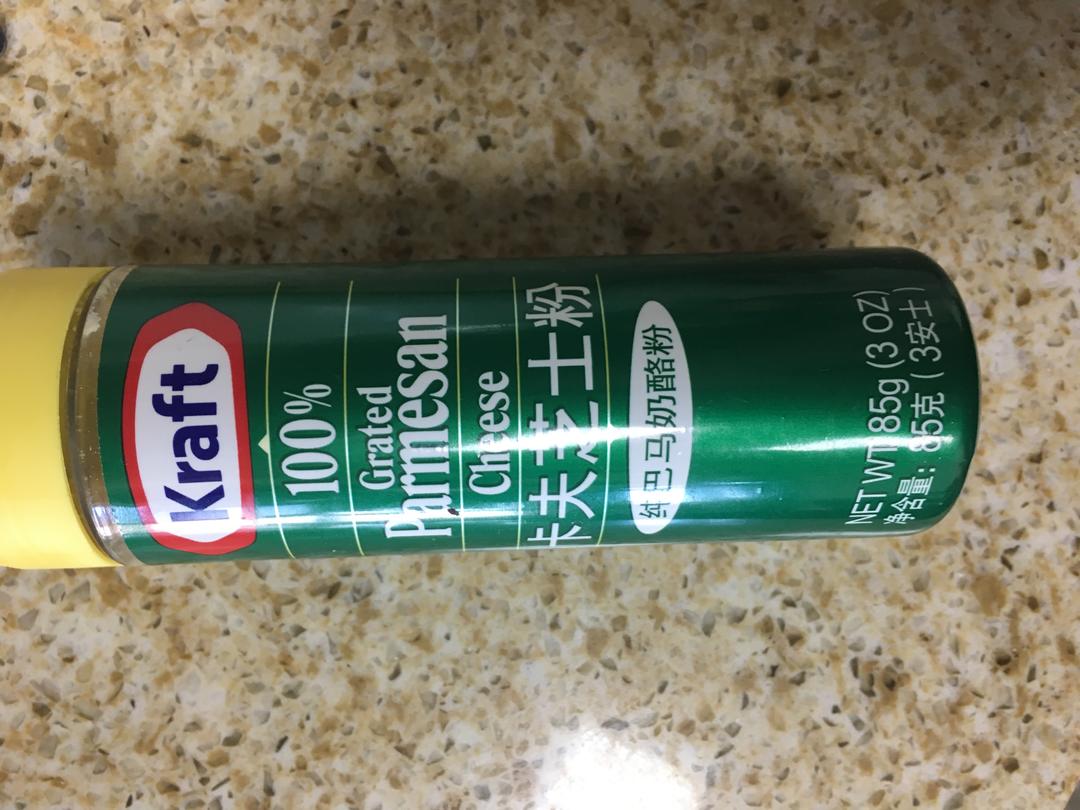 Kraft
100%
Grated
Parmesan
Cheese
卡夫芝士粉
纯巴马奶酪粉
NET WT 85g (3 OZ)
净含量: 85克 ( 3安士 )